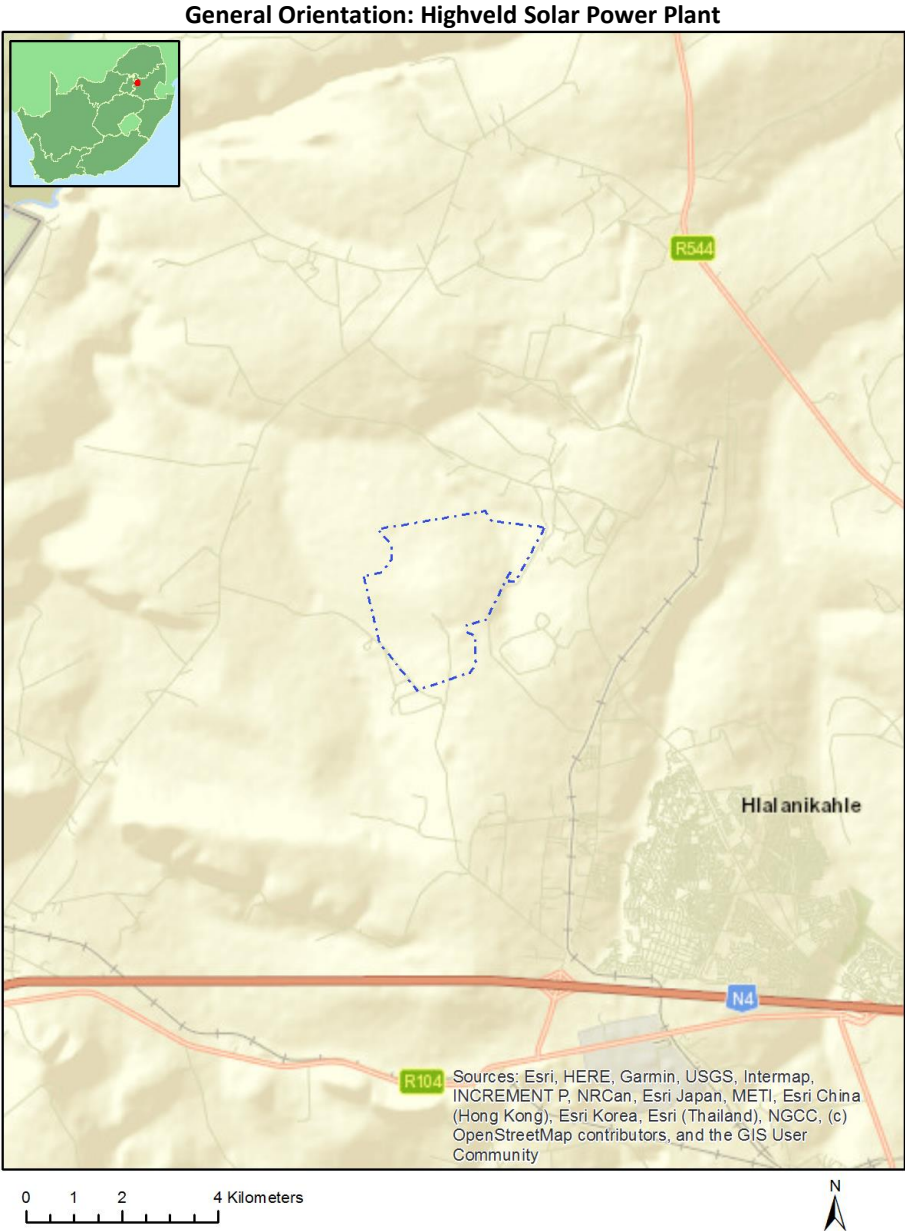 General Orientation: Highveld Solar Power Plant
R544
Hlalanikahle
N4
R104
Sources: Esri, HERE, Garmin, USGS, Intermap,
INCREMENT P, NRCan, Esri Japan, METI, Esri China
(Hong Kong), Esri Korea, Esri (Thailand), NGCC, (c)
OpenStreetMap contributors, and the GIS User
Community
0 1 2 4 Kilometers
N